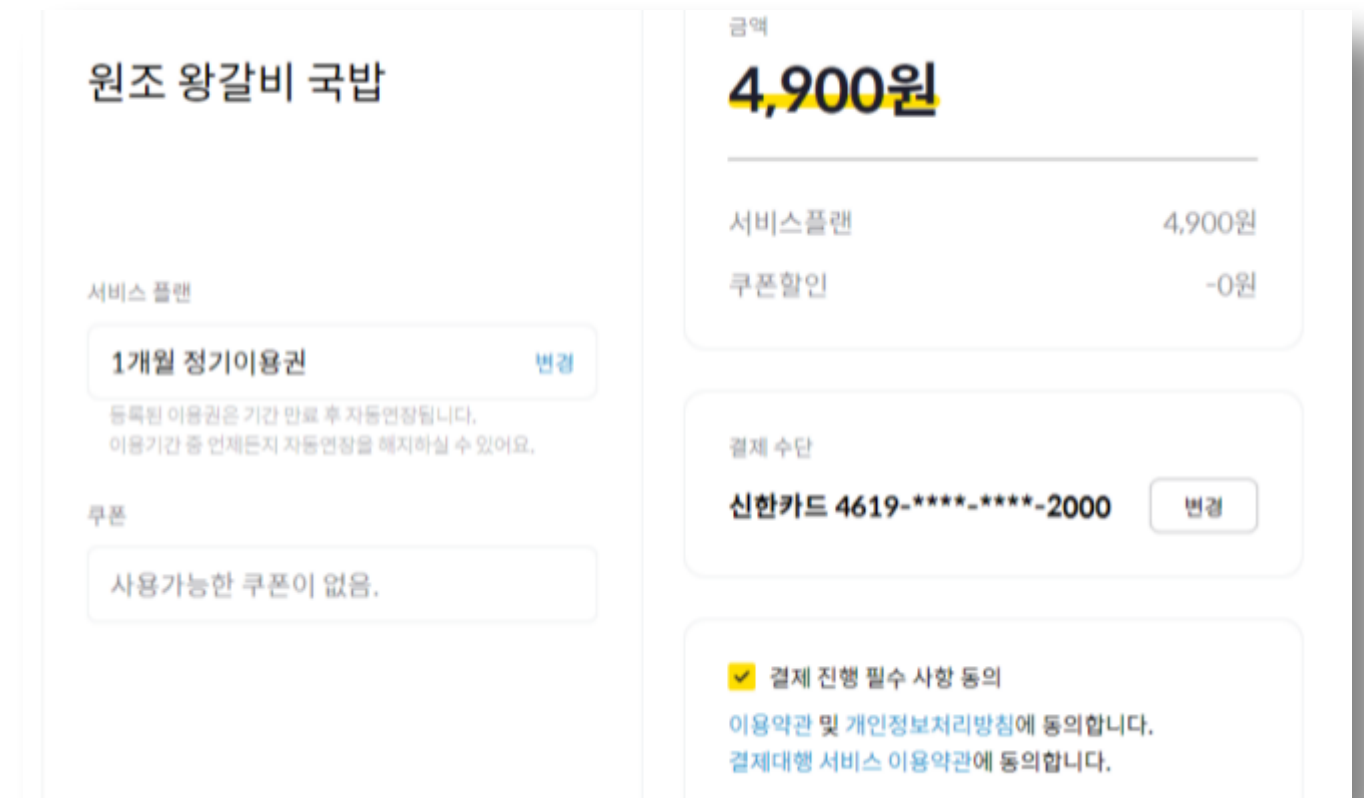 원조 왕갈비 국밥
서비스 플랜
1개월 정기이용권 변경
등록된 이용권은 기간 만료 후 자동연장됩니다.
이용기간 중 언제든지 자동연장을 해지하실 수 있어요.
쿠폰
사용가능한 쿠폰이 없음.
금액
4,900원
서비스플랜 4,900원
쿠폰할인 -0원
결제 수단
신한카드 4619-****-****-2000 변경
결제 진행 필수 사항 동의
이용약관 및 개인정보처리방침에 동의합니다.
결제대행 서비스 이용약관에 동의합니다.